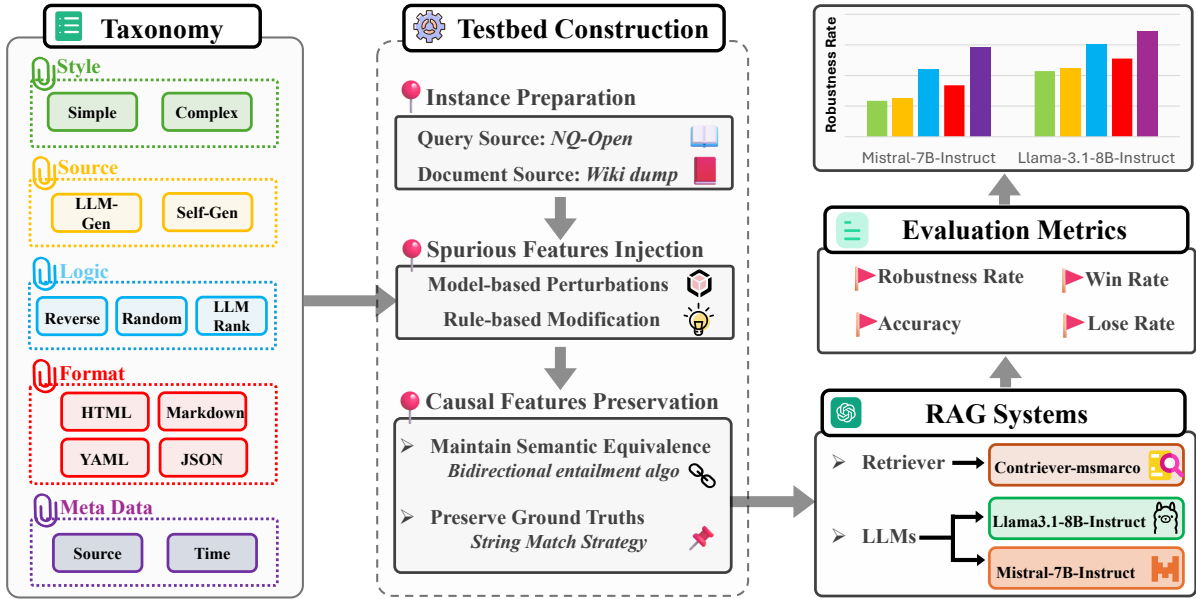 Taxonomy
Style
Simple
Complex
Source
LLM-
Gen
Self-Gen
Logic
Reverse
Random
LLM
Rank
Format
HTML
Markdown
YAML
JSON
Meta Data
Source
Time
Testbed Construction
Instance Preparation
Query Source: NQ-Open
Document Source: Wiki dump
Spurious Features Injection
Model-based Perturbations
Rule-based Modification
Causal Features Preservation
➢ Maintain Semantic Equivalence
Bidirectional entailment algo
➢ Preserve Ground Truths
String Match Strategy
Robustness Rate
Mistral-7B-Instruct
Llama-3.1-8B-Instruct
Evaluation Metrics
Robustness Rate
Win Rate
Accuracy
Lose Rate
RAG Systems
➢ Retriever
Contriever-msmarco
➢ LLMs
Llama3.1-8B-Instruct
Mistral-7B-Instruct